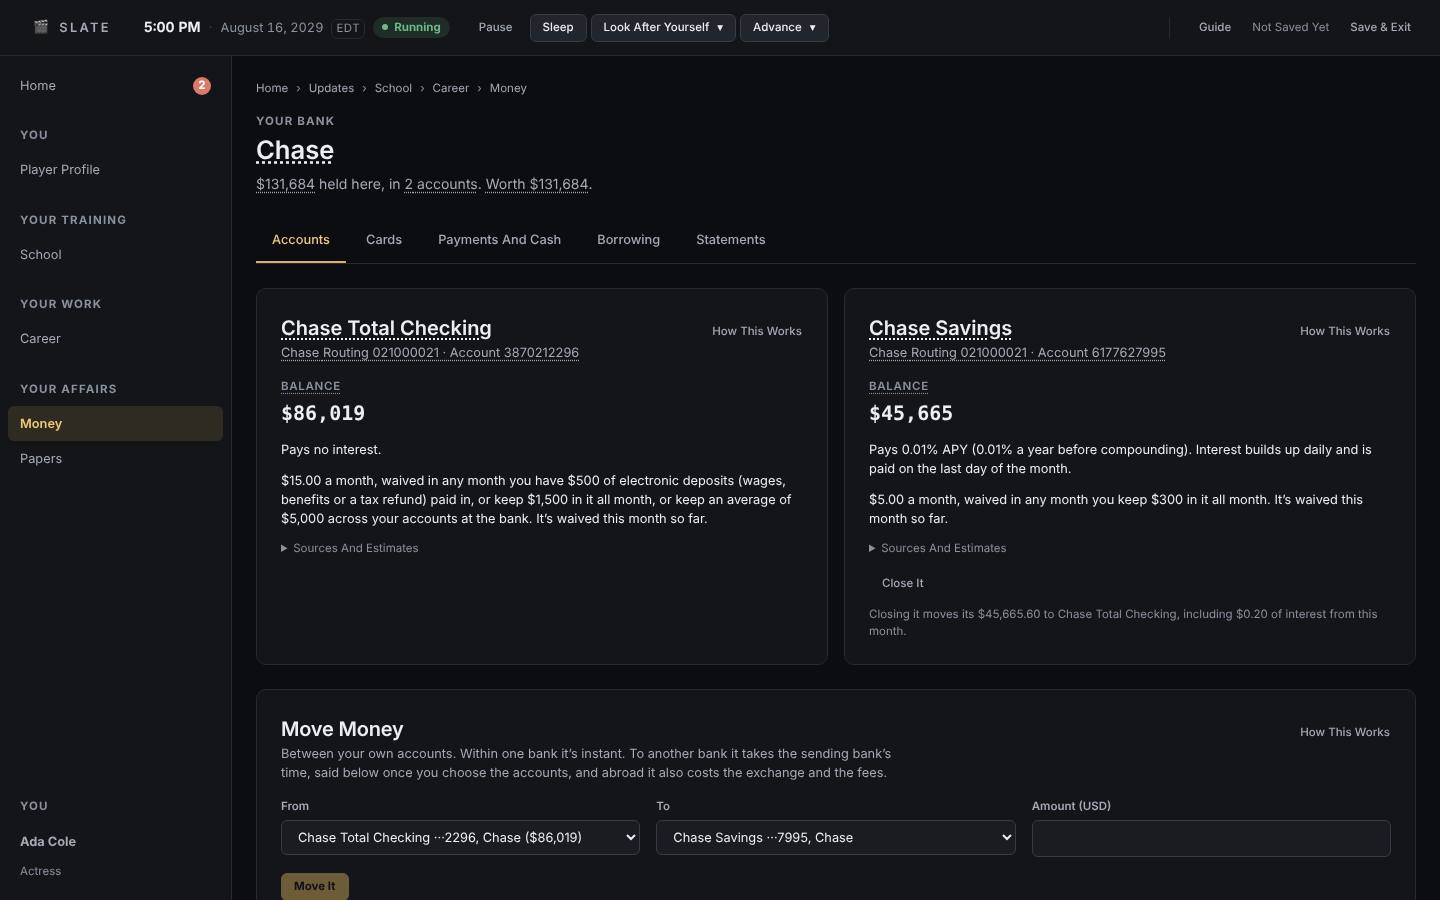 SLATE
5:00 PM · August 16, 2029 EDT Running Pause Sleep Look After Yourself ▾ Advance ▾ Guide Not Saved Yet Save & Exit
Home 2
YOU
Player Profile
YOUR TRAINING
School
YOUR WORK
Career
YOUR AFFAIRS
Money
Papers
YOU
Ada Cole
Actress
Home › Updates › School › Career › Money
YOUR BANK
Chase
$131,684 held here, in 2 accounts. Worth $131,684.
Accounts Cards Payments And Cash Borrowing Statements
Chase Total Checking How This Works
Chase Routing 021000021 · Account 3870212296
BALANCE
$86,019
Pays no interest.
$15.00 a month, waived in any month you have $500 of electronic deposits (wages,
benefits or a tax refund) paid in, or keep $1,500 in it all month, or keep an average of
$5,000 across your accounts at the bank. It’s waived this month so far.
▶ Sources And Estimates
Chase Savings How This Works
Chase Routing 021000021 · Account 6177627995
BALANCE
$45,665
Pays 0.01% APY (0.01% a year before compounding). Interest builds up daily and is
paid on the last day of the month.
$5.00 a month, waived in any month you keep $300 in it all month. It’s waived this
month so far.
▶ Sources And Estimates
Close It
Closing it moves its $45,665.60 to Chase Total Checking, including $0.20 of interest from this
month.
Move Money How This Works
Between your own accounts. Within one bank it’s instant. To another bank it takes the sending bank’s
time, said below once you choose the accounts, and abroad it also costs the exchange and the fees.
From To Amount (USD)
Chase Total Checking ···2296, Chase ($86,019) Chase Savings ···7995, Chase
Move It